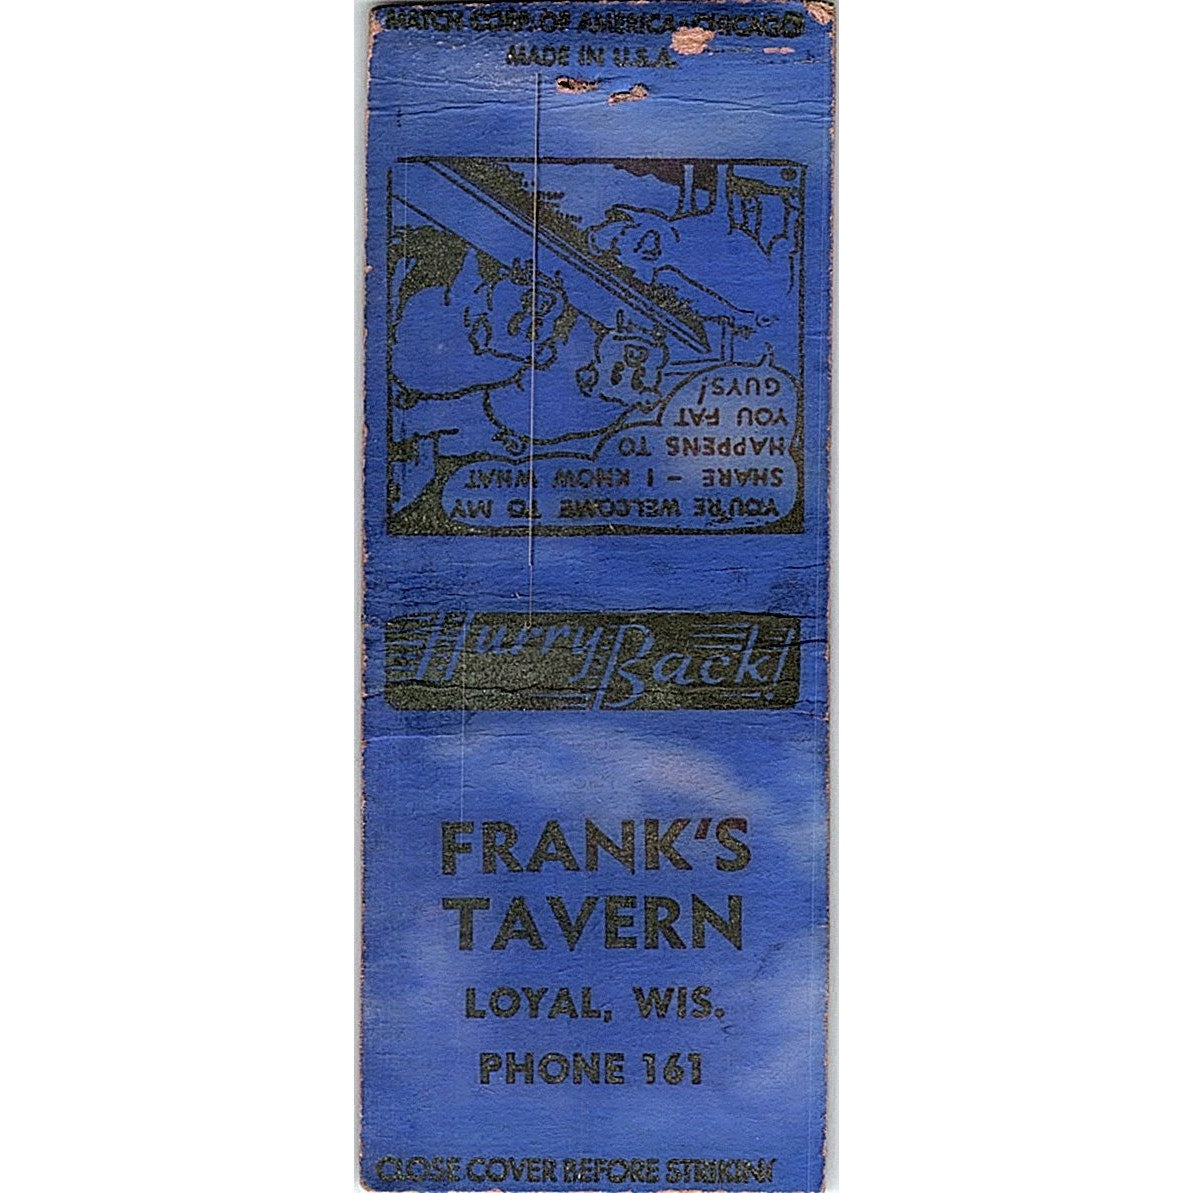 MATCH CORP. OF AMERICA, CHICAGO
MADE IN U.S.A.
YOU'RE WELCOME TO MY
SHARE - I KNOW WHAT
HAPPENS TO
YOU FAT
GUYS!
Hurry Back!
FRANK'S
TAVERN
LOYAL, WIS.
PHONE 161
CLOSE COVER BEFORE STRIKIN